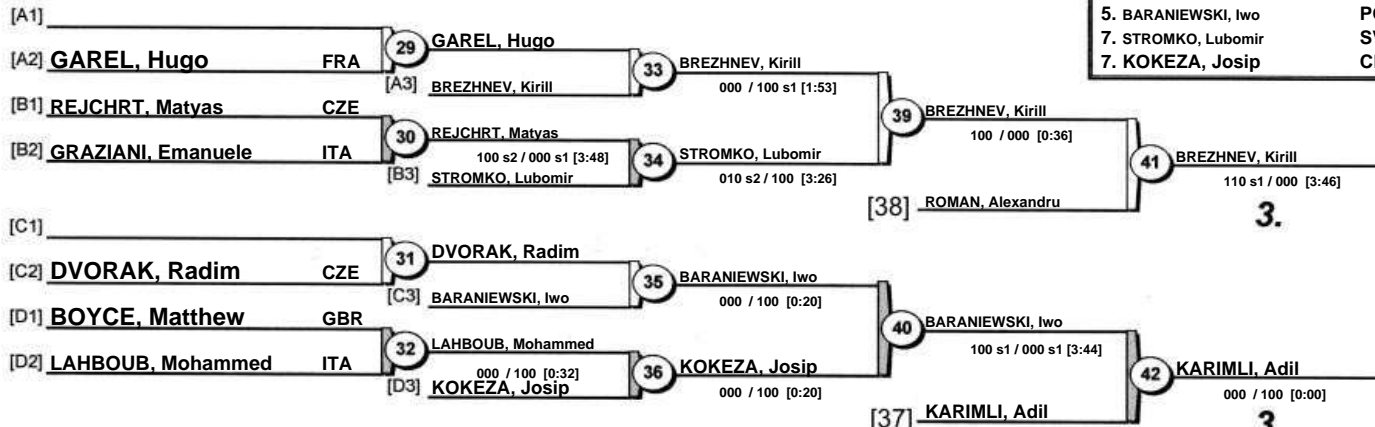 [A1]
[A2] GAREL, Hugo FRA
29
GAREL, Hugo
[A3] BREZHNEV, Kirill
33
BREZHNEV, Kirill
000 / 100 s1 [1:53]
[B1] REJCHRT, Matyas CZE
[B2] GRAZIANI, Emanuele ITA
30
REJCHRT, Matyas
100 s2 / 000 s1 [3:48]
[B3] STROMKO, Lubomir
34
STROMKO, Lubomir
010 s2 / 100 [3:26]
39
BREZHNEV, Kirill
100 / 000 [0:36]
[38] ROMAN, Alexandru
41
BREZHNEV, Kirill
110 s1 / 000 [3:46]
3.
[C1]
[C2] DVORAK, Radim CZE
31
DVORAK, Radim
[C3] BARANIEWSKI, Iwo
35
BARANIEWSKI, Iwo
000 / 100 [0:20]
[D1] BOYCE, Matthew GBR
[D2] LAHBOUB, Mohammed ITA
32
LAHBOUB, Mohammed
000 / 100 [0:32]
[D3] KOKEZA, Josip
36
KOKEZA, Josip
000 / 100 [0:20]
40
BARANIEWSKI, Iwo
100 s1 / 000 s1 [3:44]
[37] KARIMLI, Adil
42
KARIMLI, Adil
000 / 100 [0:00]
3
5. BARANIEWSKI, Iwo
7. STROMKO, Lubomir
7. KOKEZA, Josip